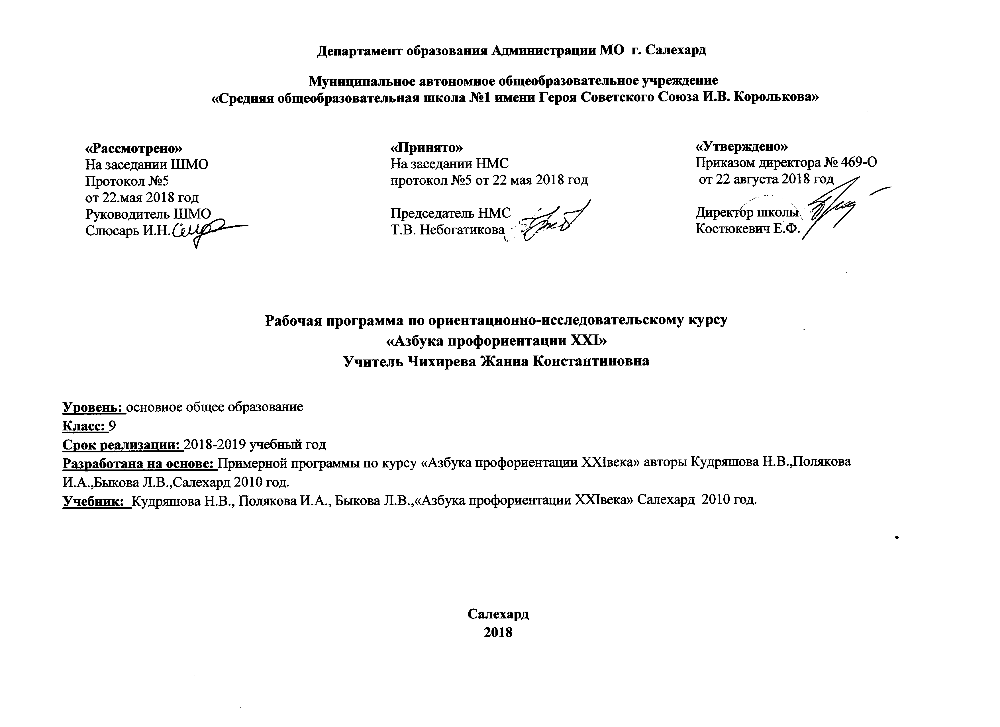 Департамент образования Администрации МО г. Салехард
Муниципальное автономное общеобразовательное учреждение
«Средняя общеобразовательная школа №1 имени Героя Советского Союза И.В. Королькова»
«Рассмотрено»
На заседании ШМО
Протокол №5
от 22.мая 2018 год
Руководитель ШМО
Слюсарь И.Н.
«Принято»
На заседании НМС
протокол №5 от 22 мая 2018 год
Председатель НМС
Т.В. Небогатикова
«Утверждено»
Приказом директора № 469-О
от 22 августа 2018 год
Директор школы
Костюкевич Е.Ф.
Рабочая программа по ориентационно-исследовательскому курсу
«Азбука профориентации XXI»
Учитель Чихирева Жанна Константиновна
Уровень: основное общее образование
Класс: 9
Срок реализации: 2018-2019 учебный год
Разработана на основе: Примерной программы по курсу «Азбука профориентации XXIвека» авторы Кудряшова Н.В.,Полякова
И.А.,Быкова Л.В.,Салехард 2010 год.
Учебник: Кудряшова Н.В., Полякова И.А., Быкова Л.В.,«Азбука профориентации XXIвека» Салехард 2010 год.
Салехард
2018